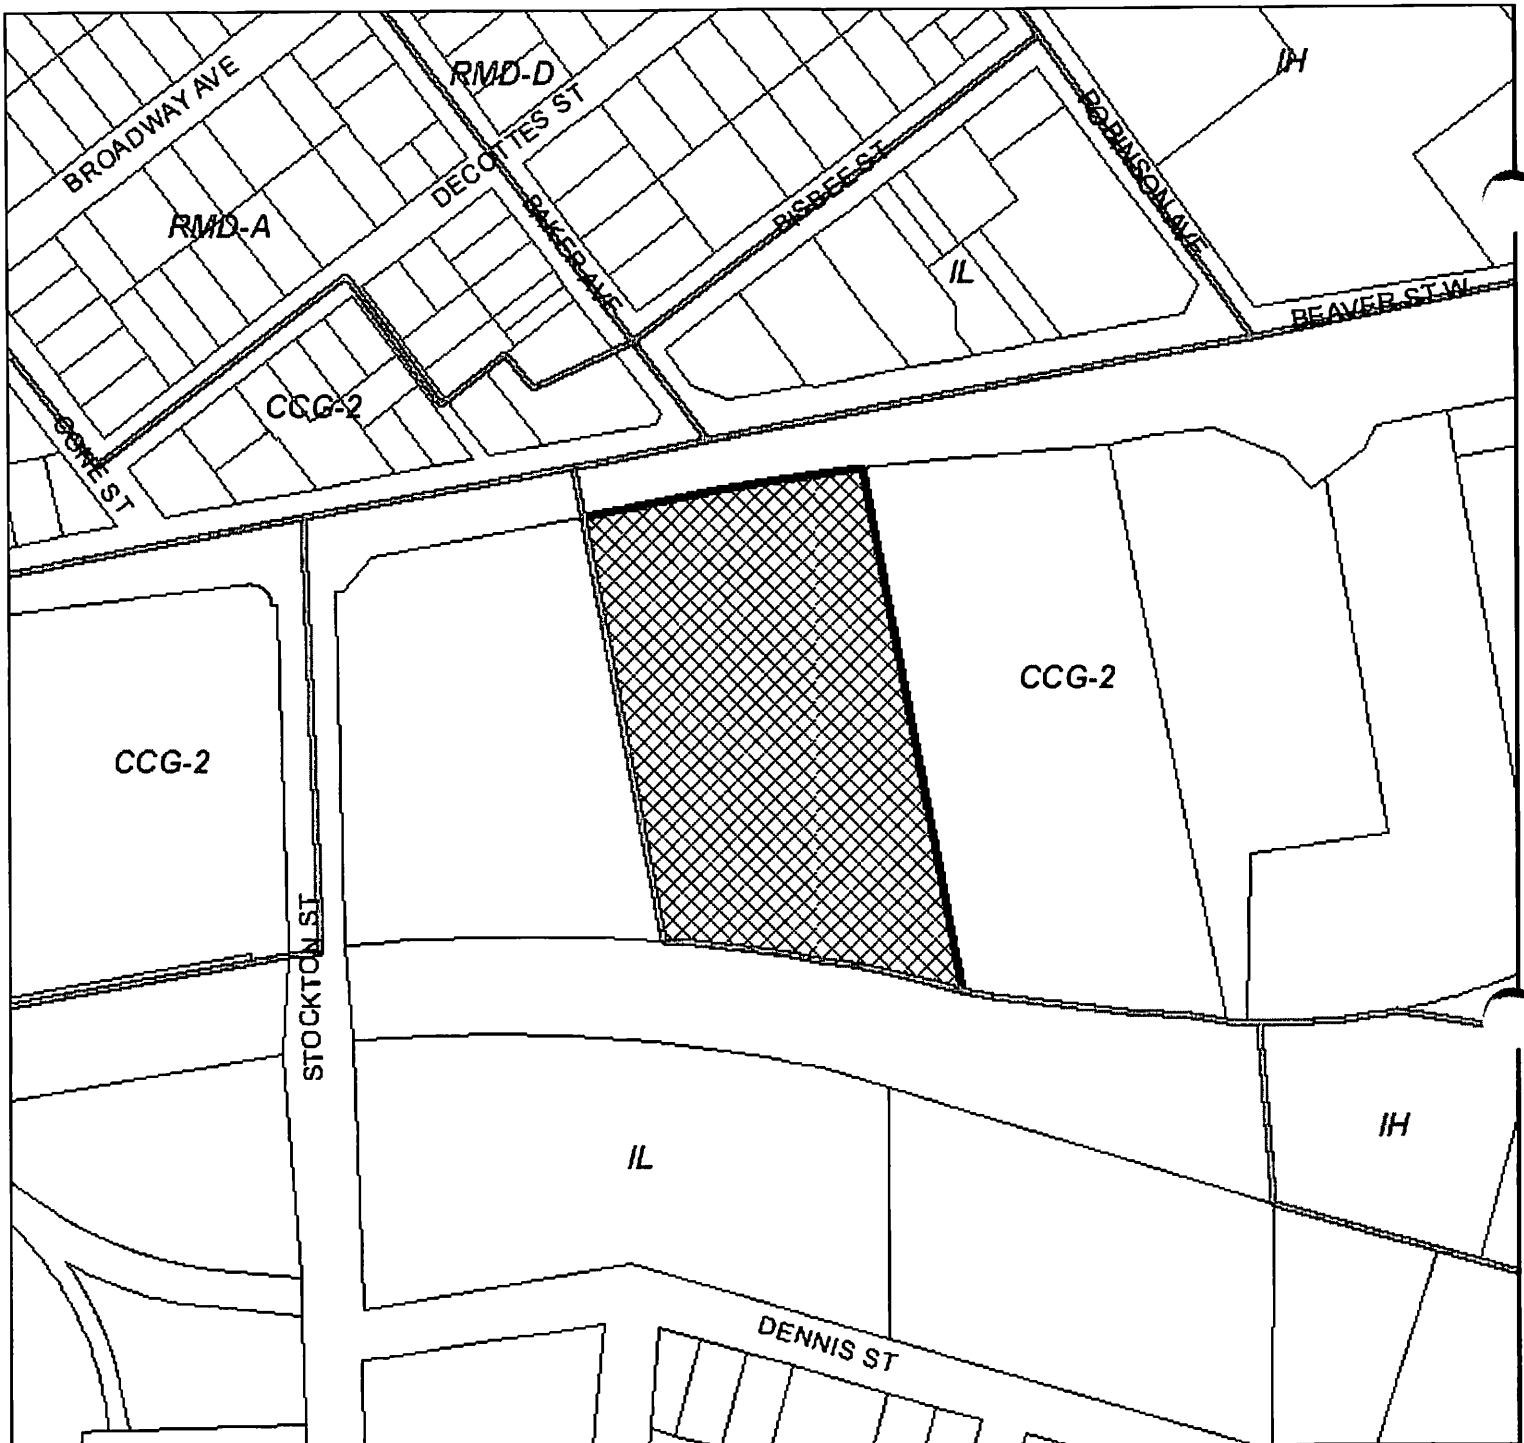 IH
RMD-D
BROADWAY AVE
DECOTTES ST
ROBINSON AVE
BISBEE ST
RMD-A
BAKER AVE
IL
BEAVER ST W
CCG-2
CONE ST
CCG-2
CCG-2
STOCKTON ST
IH
IL
DENNIS ST